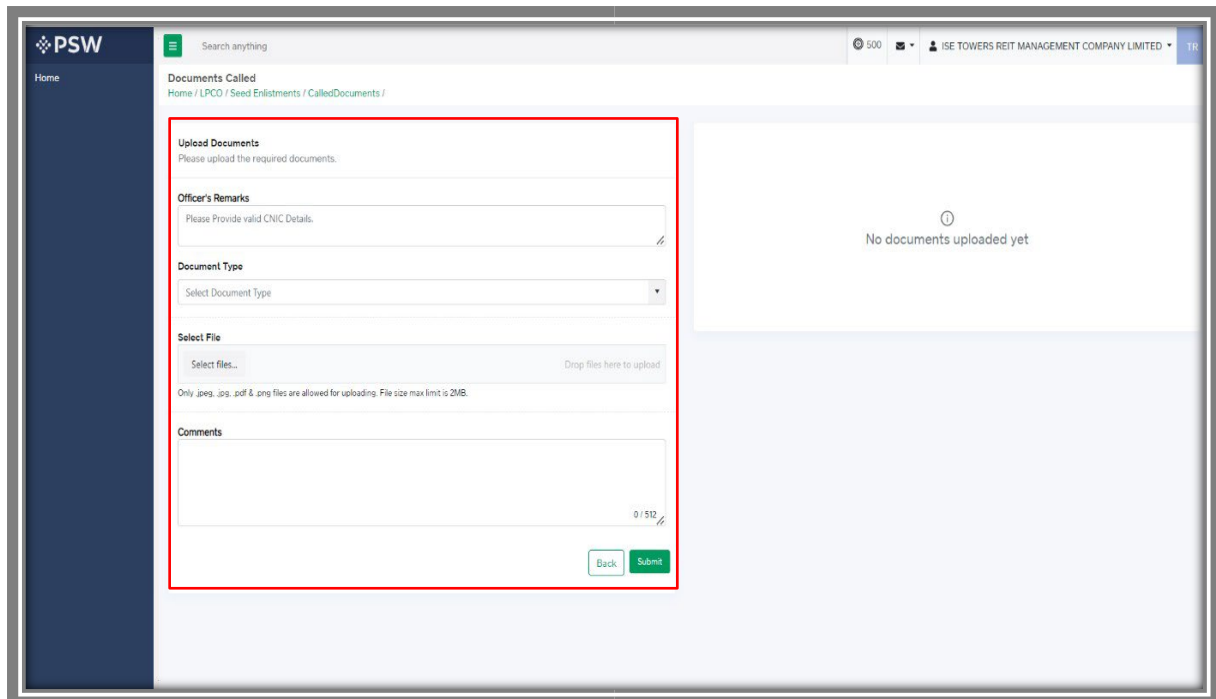 PSW
Search anything
500
ISE TOWERS REIT MANAGEMENT COMPANY LIMITED
TR
Home
Documents Called
Home / LPCO / Seed Enlistments / CalledDocuments /
Upload Documents
Please upload the required documents.
Officer's Remarks
Please Provide valid CNIC Details.
Document Type
Select Document Type
Select File
Select files...
Drop files here to upload
Only .jpeg, .jpg, .pdf & .png files are allowed for uploading. File size max limit is 2MB.
Comments
0 / 512
Back
Submit
No documents uploaded yet